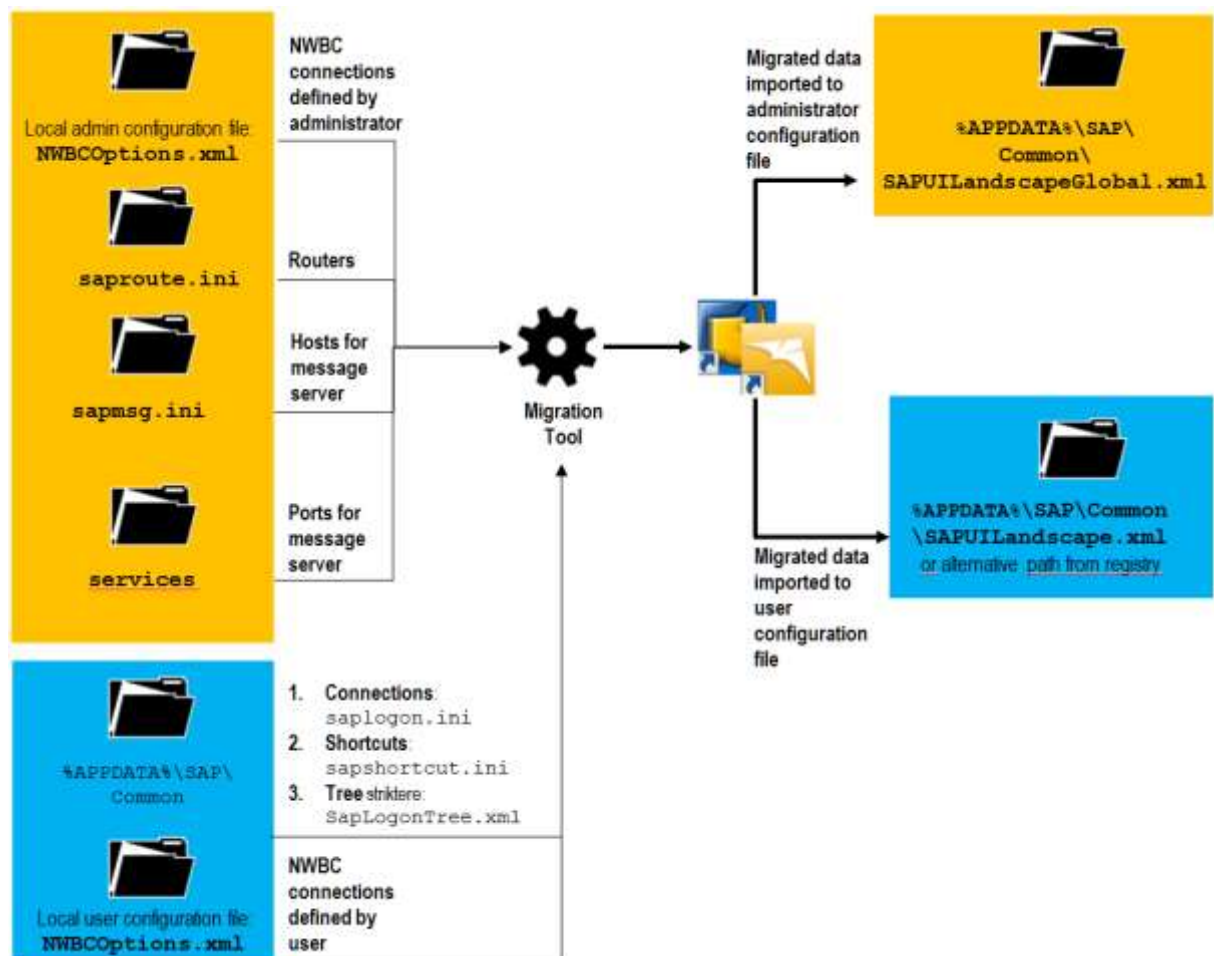 NWBC
connections
defined by
administrator
Local admin configuration file:
NWBCOptions.xml
Routers
saproute.ini
Hosts for
message
server
sapmsg.ini
Ports for
message
server
services
Migration
Tool
Migrated data
imported to
administrator
configuration
file
%APPDATA%\SAP\
Common\
SAPUILandscapeGlobal.xml
%APPDATA%\SAP\Common
\SAPUILandscape.xml
or alternative path from registry
Migrated data
imported to
user
configuration
file
%APPDATA%\SAP\
Common
1. Connections:
saplogon.ini
2. Shortcuts:
sapshortcut.ini
3. Tree striktere:
SapLogonTree.xml
Local user configuration file:
NWBCOptions.xml
NWBC
connections
defined by
user